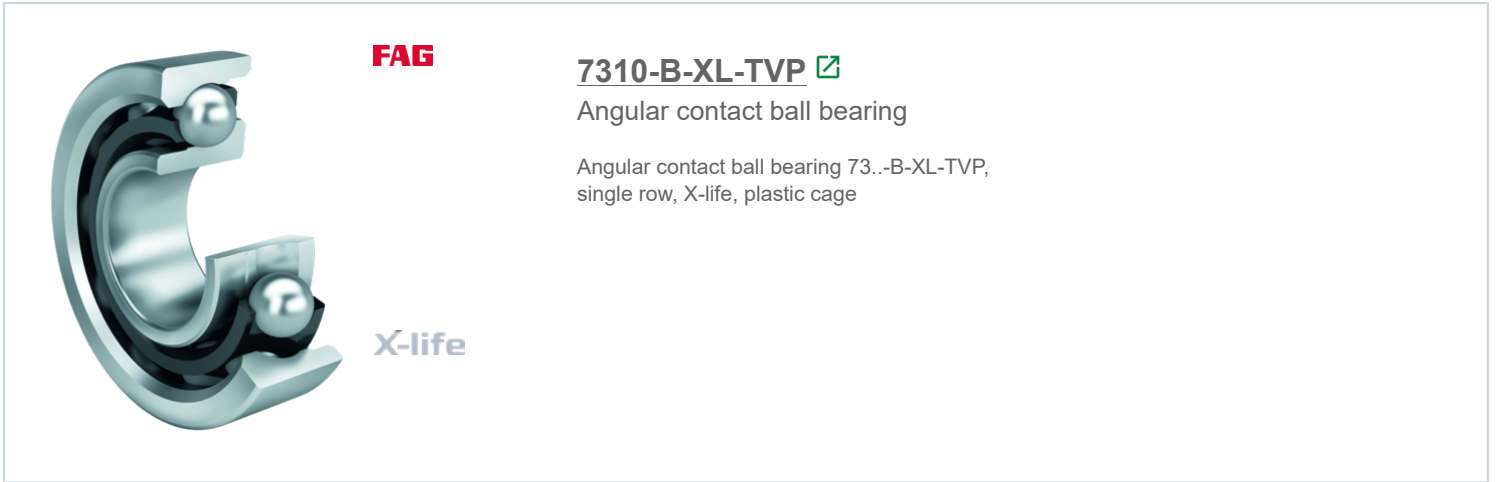 FAG
7310-B-XL-TVP
Angular contact ball bearing
Angular contact ball bearing 73..-B-XL-TVP,
single row, X-life, plastic cage
X-life